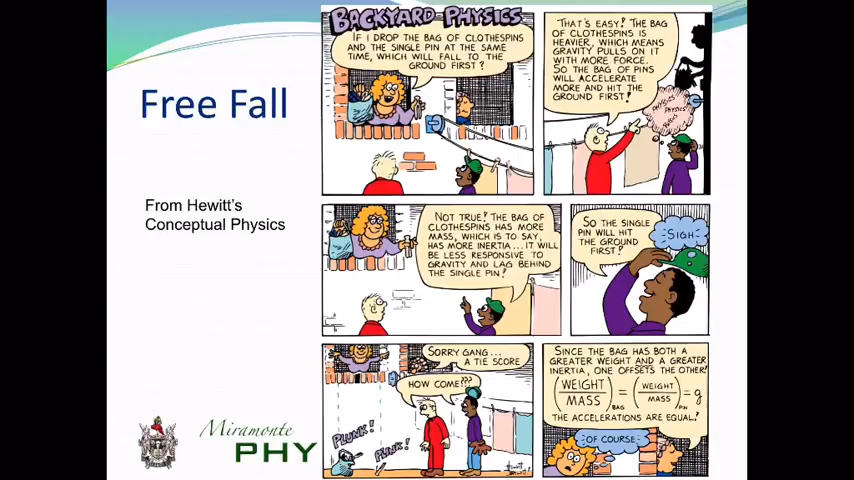 Free Fall
From Hewitt's
Conceptual Physics
Miramonte
PHY
BACKYARD PHYSICS
IF I DROP THE BAG OF CLOTHESPINS
AND THE SINGLE PIN AT THE SAME
TIME, WHICH WILL FALL TO THE
GROUND FIRST?
THAT'S EASY! THE BAG
OF CLOTHESPINS IS
HEAVIER, WHICH MEANS
GRAVITY PULLS ON IT
WITH MORE FORCE.
SO THE BAG OF PINS
WILL ACCELERATE
MORE AND HIT THE
GROUND FIRST!
PHYSICS
PHYSICS
NOT TRUE! THE BAG OF
CLOTHESPINS HAS MORE
MASS, WHICH IS TO SAY,
HAS MORE INERTIA... IT WILL
BE LESS RESPONSIVE TO
GRAVITY AND LAG BEHIND
THE SINGLE PIN!
SO THE SINGLE
PIN WILL HIT
THE GROUND
FIRST!
SIGH
SORRY GANG...
A TIE SCORE
HOW COME???
PLUNK!
PLINK!
SINCE THE BAG HAS BOTH A
GREATER WEIGHT AND A GREATER
INERTIA, ONE OFFSETS THE OTHER!
(WEIGHT/MASS)BAG = (WEIGHT/MASS)PIN = g
THE ACCELERATIONS ARE EQUAL!
OF COURSE